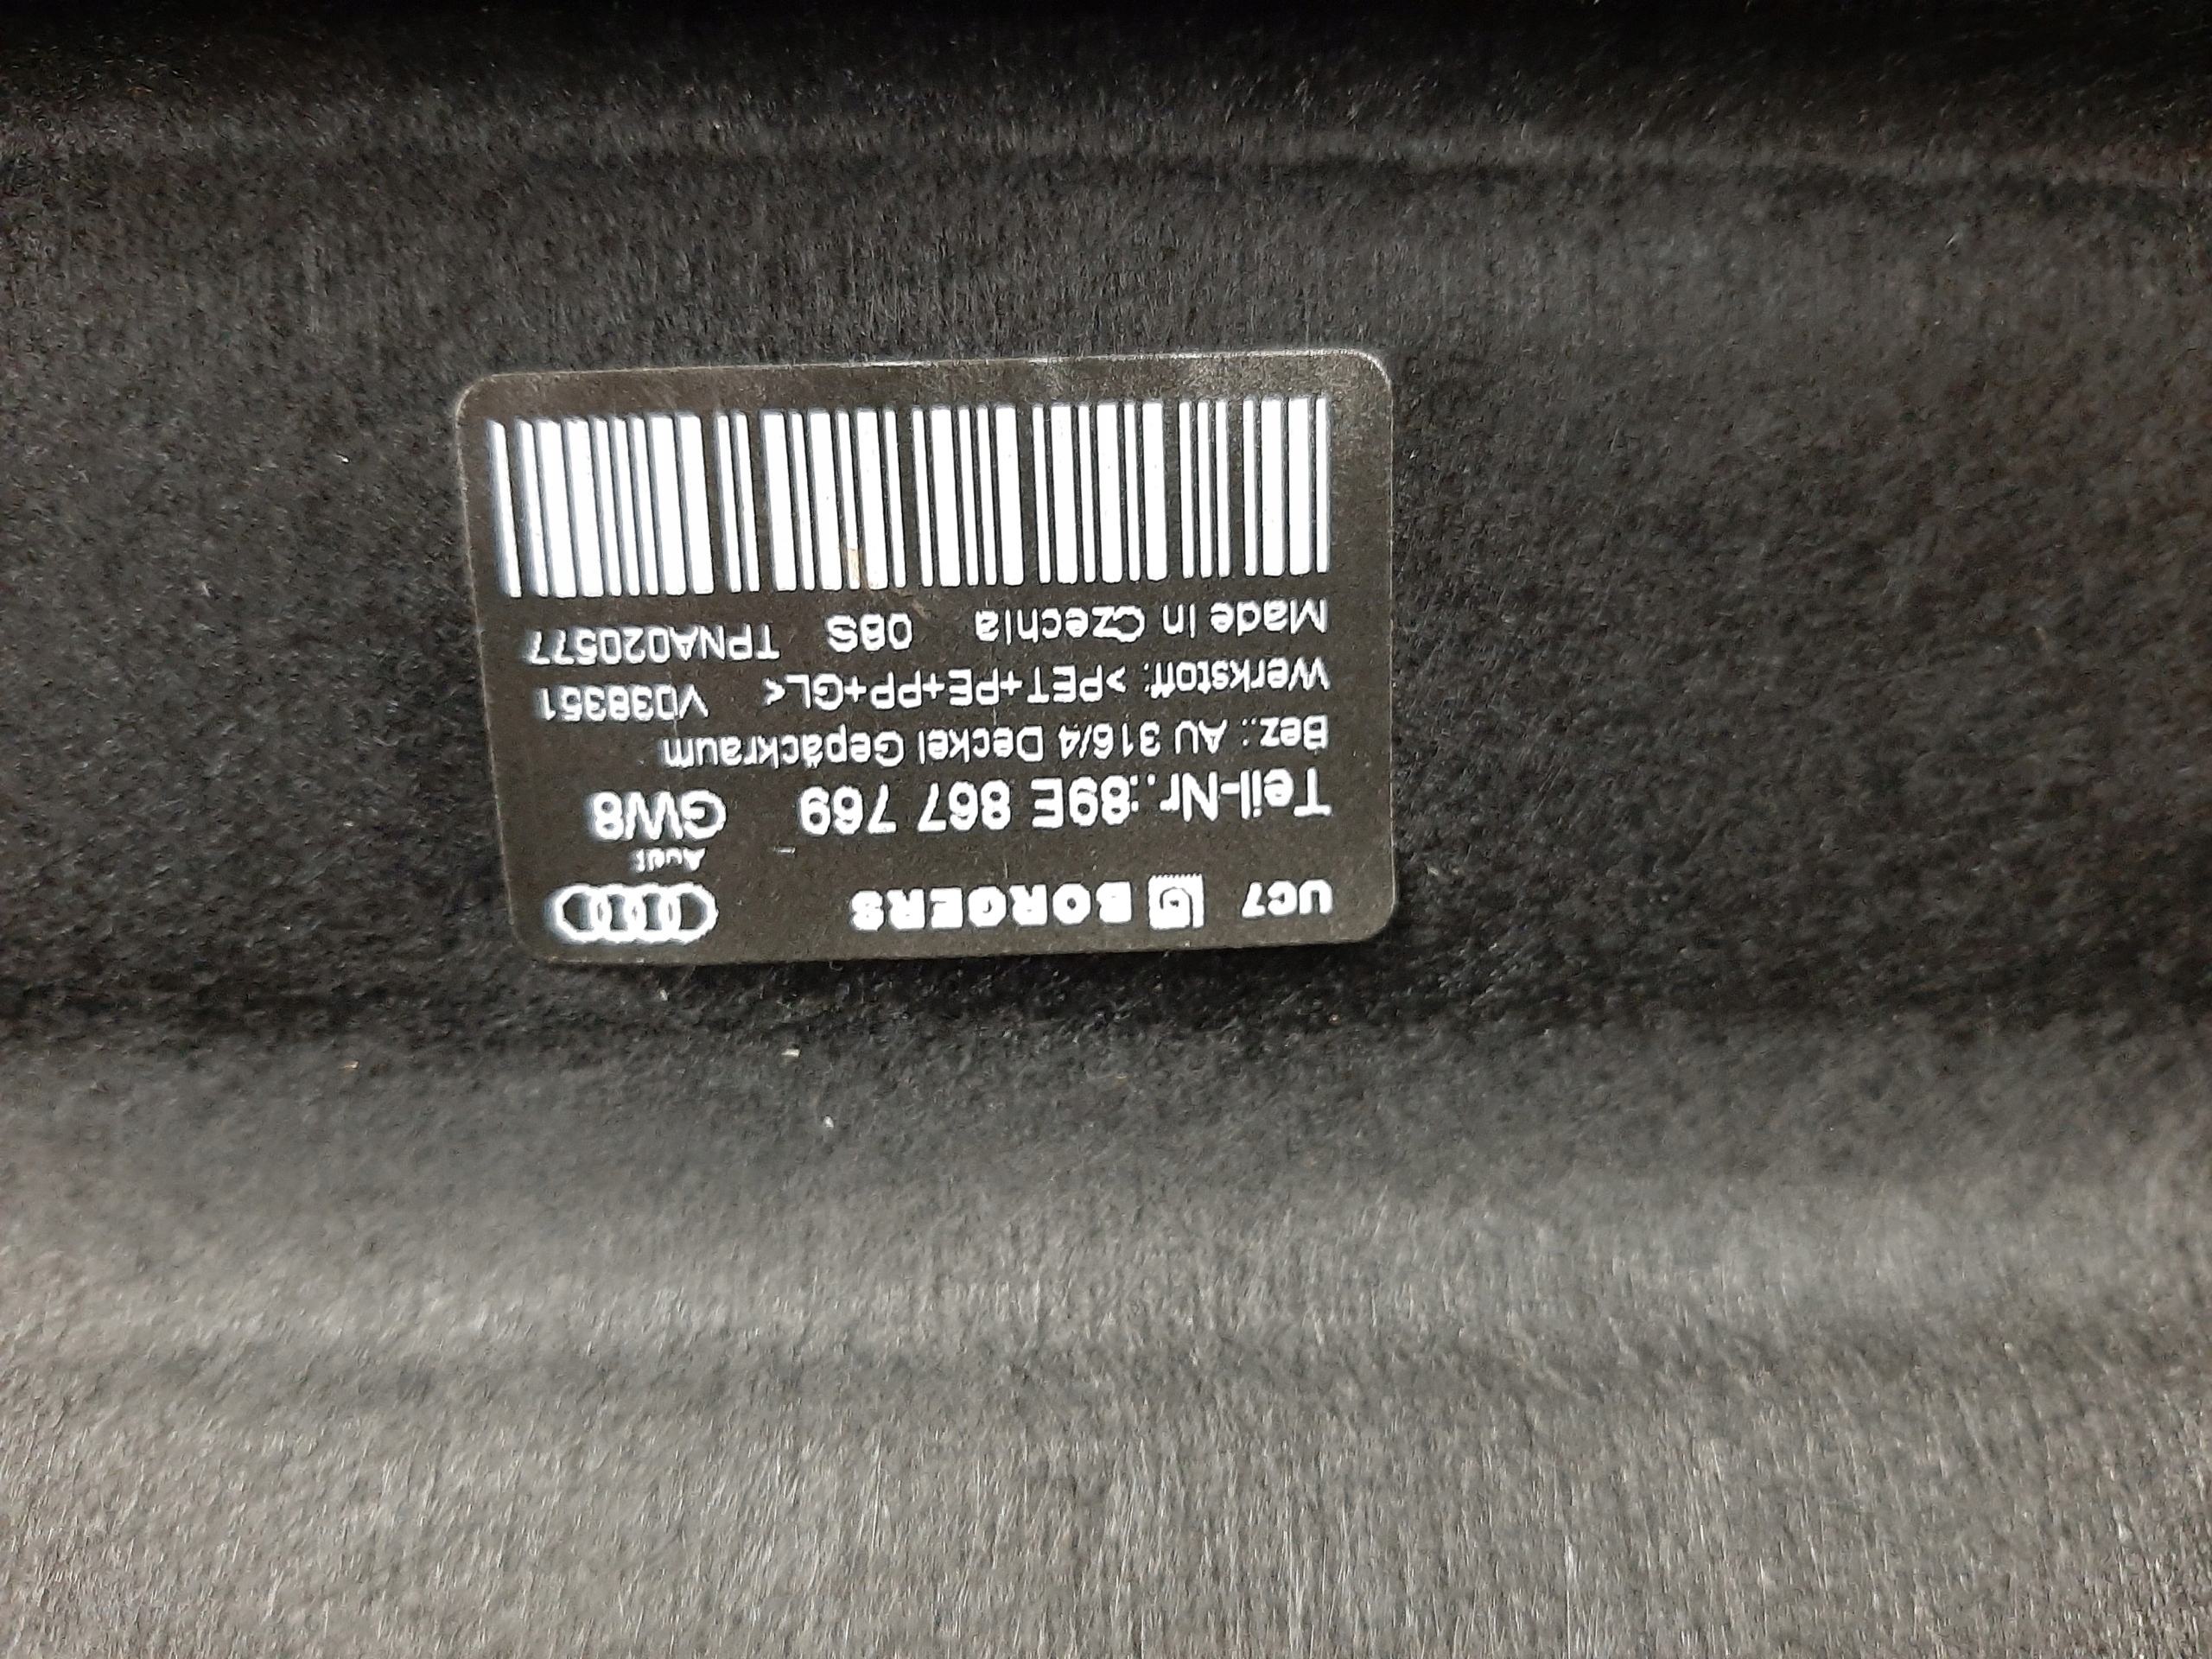 UC7 BORGERS
Audi
Teil-Nr.:89E 867 769 GW8
Bez.: AU 316/4 Deckel Gepäckraum
Werkstoff: >PET+PE+PP+GL< V038351
Made in Czechia 08S TPNA020577